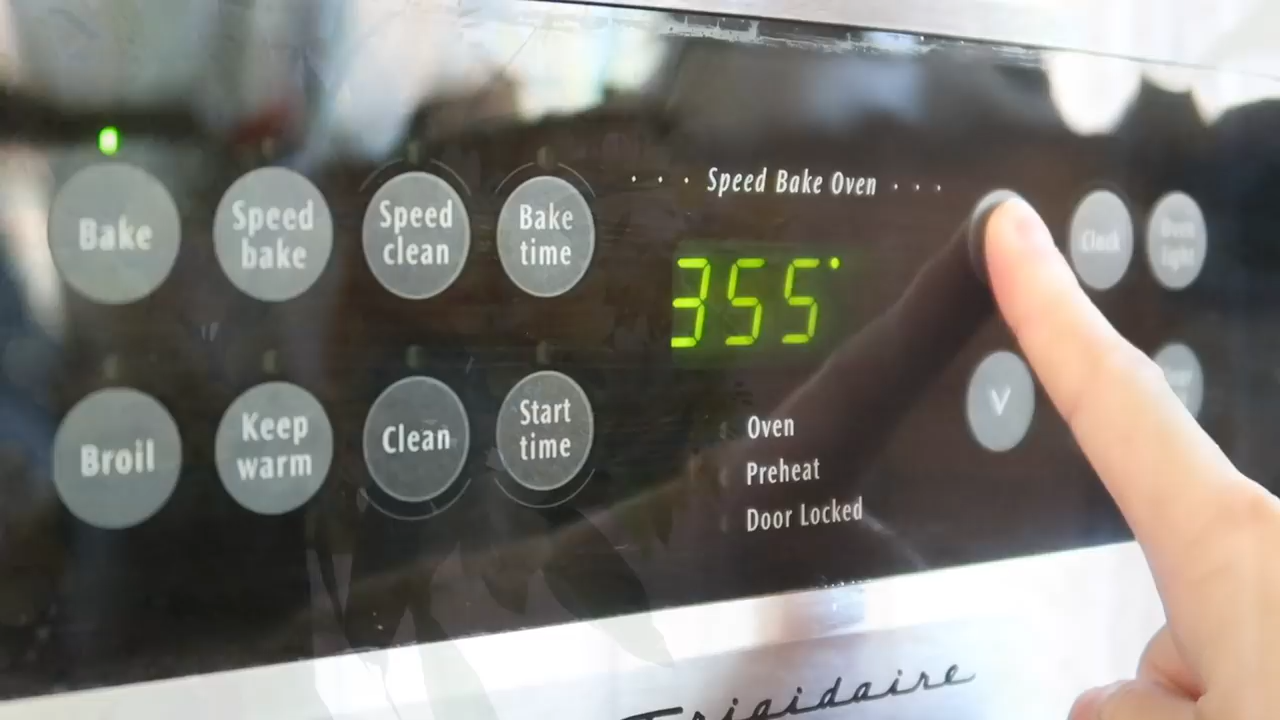 Speed Bake Oven
Bake
Speed
bake
Speed
clean
Bake
time
355°
Clock
Oven
light
Broil
Keep
warm
Clean
Start
time
V
Oven
Preheat
Door Locked
Frigidaire